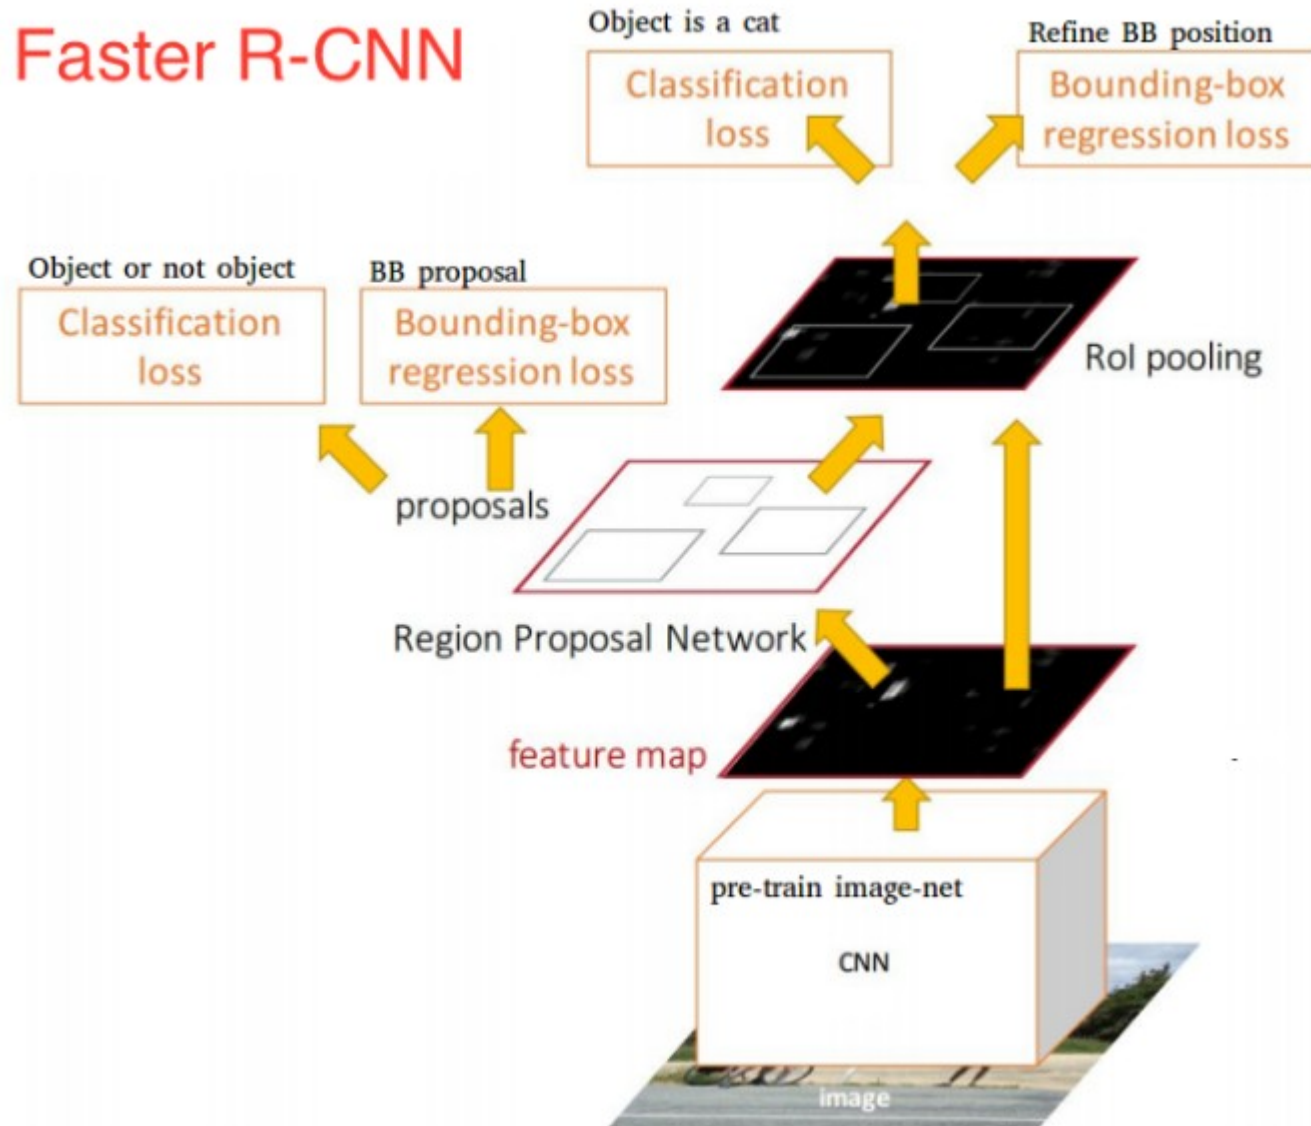 Faster R-CNN
Object is a cat
Classification
loss
Refine BB position
Bounding-box
regression loss
Object or not object
Classification
loss
BB proposal
Bounding-box
regression loss
RoI pooling
proposals
Region Proposal Network
feature map
pre-train image-net
CNN
image